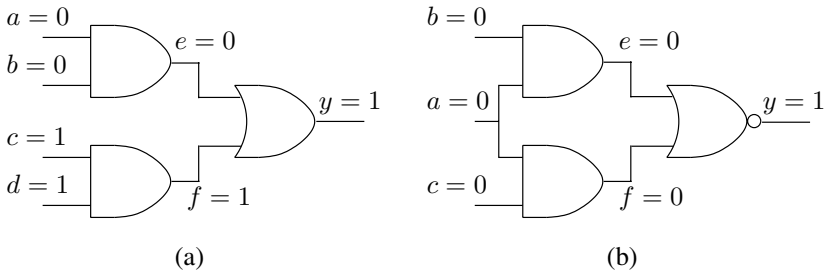 a = 0
e = 0
b = 0
y = 1
c = 1
d = 1
f = 1
(a)
b = 0
e = 0
a = 0
y = 1
c = 0
f = 0
(b)